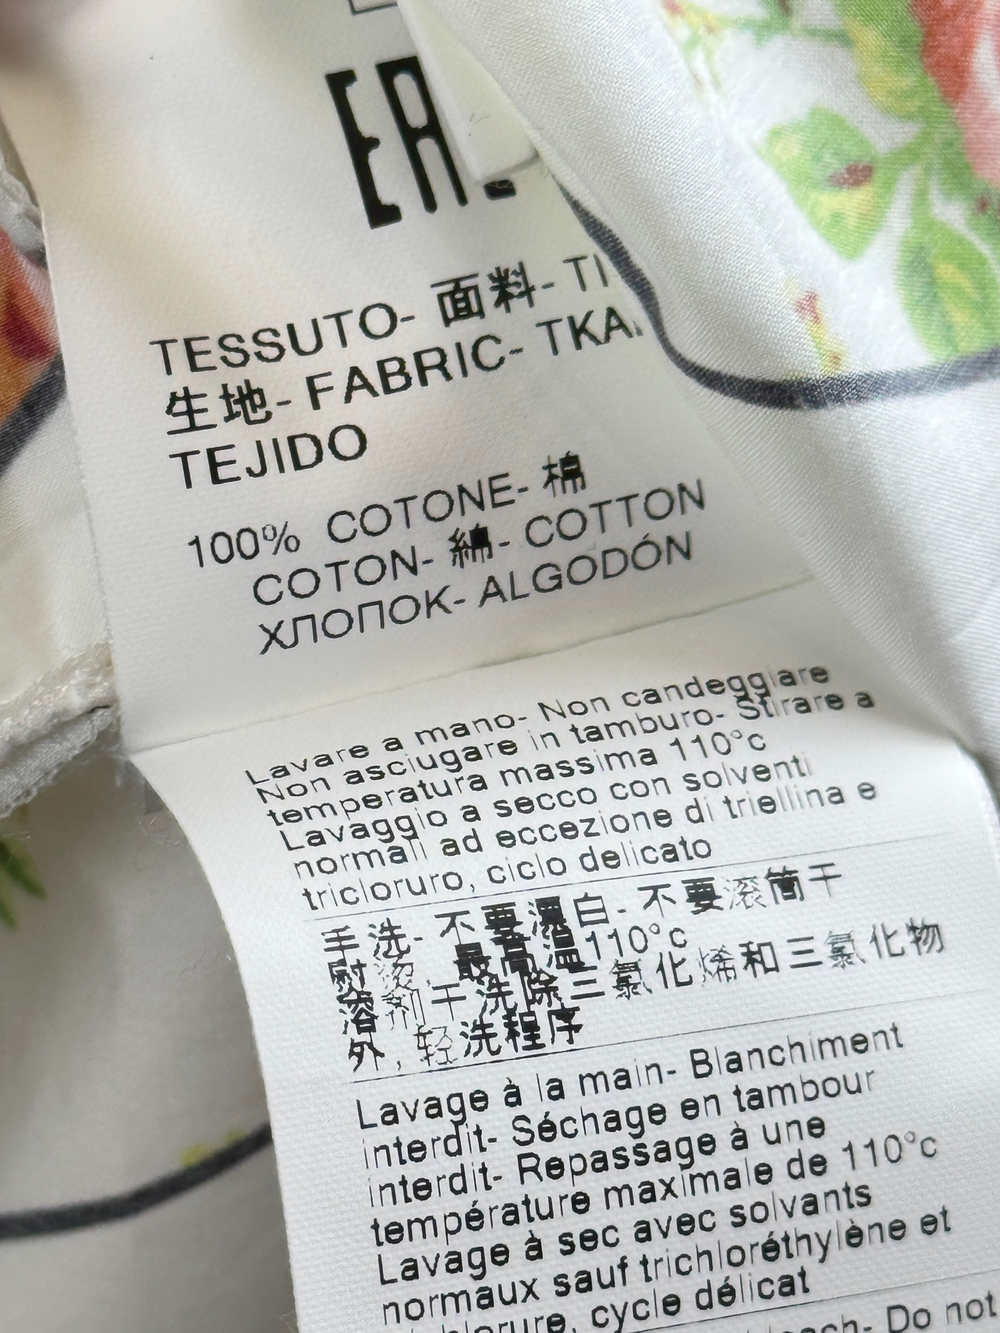 TESSUTO- 面料-
生地- FABRIC-
TEJIDO
100% COTONE- 棉
COTON- 綿- COTTON
ХЛОПОК- ALGODÓN
Lavare a mano- Non candeggiare
Non asciugare in tamburo- Stirare a
temperatura massima 110°c
Lavaggio a secco con solventi
normali ad eccezione di triellina e
tricloruro, ciclo delicato
手洗- 不要漂白- 不要滚筒干
最高温110°c
溶剂干洗除三氯化烯和三氯化物
外, 轻洗程序
Lavage à la main- Blanchiment
interdit- Séchage en tambour
interdit- Repassage à une
température maximale de 110°c
Lavage à sec avec solvants
normaux sauf trichloréthylène et
cycle délicat
Do not